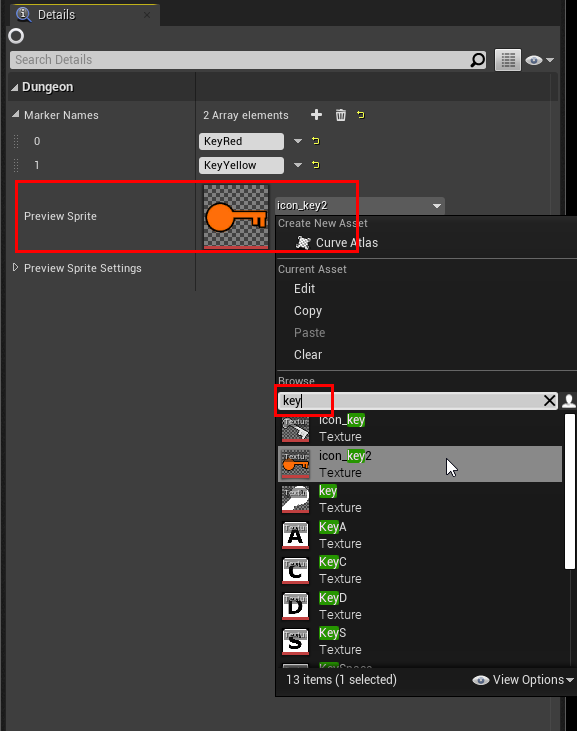 Details
Search Details
Dungeon
Marker Names 2 Array elements
0 KeyRed
1 KeyYellow
Preview Sprite icon_key2
Create New Asset
Curve Atlas
Current Asset
Edit
Copy
Paste
Clear
Preview Sprite Settings
Browse
key
icon_key
Texture
icon_key2
Texture
key
Texture
KeyA
Texture
KeyC
Texture
KeyD
Texture
KeyS
Texture
KeySpace
13 items (1 selected) View Options